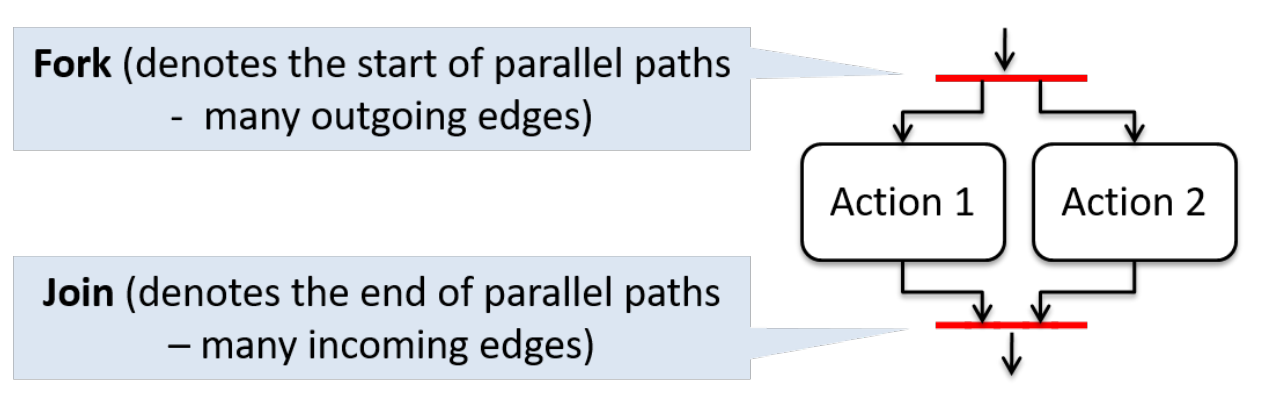 Fork (denotes the start of parallel paths
- many outgoing edges)
Action 1
Action 2
Join (denotes the end of parallel paths
– many incoming edges)